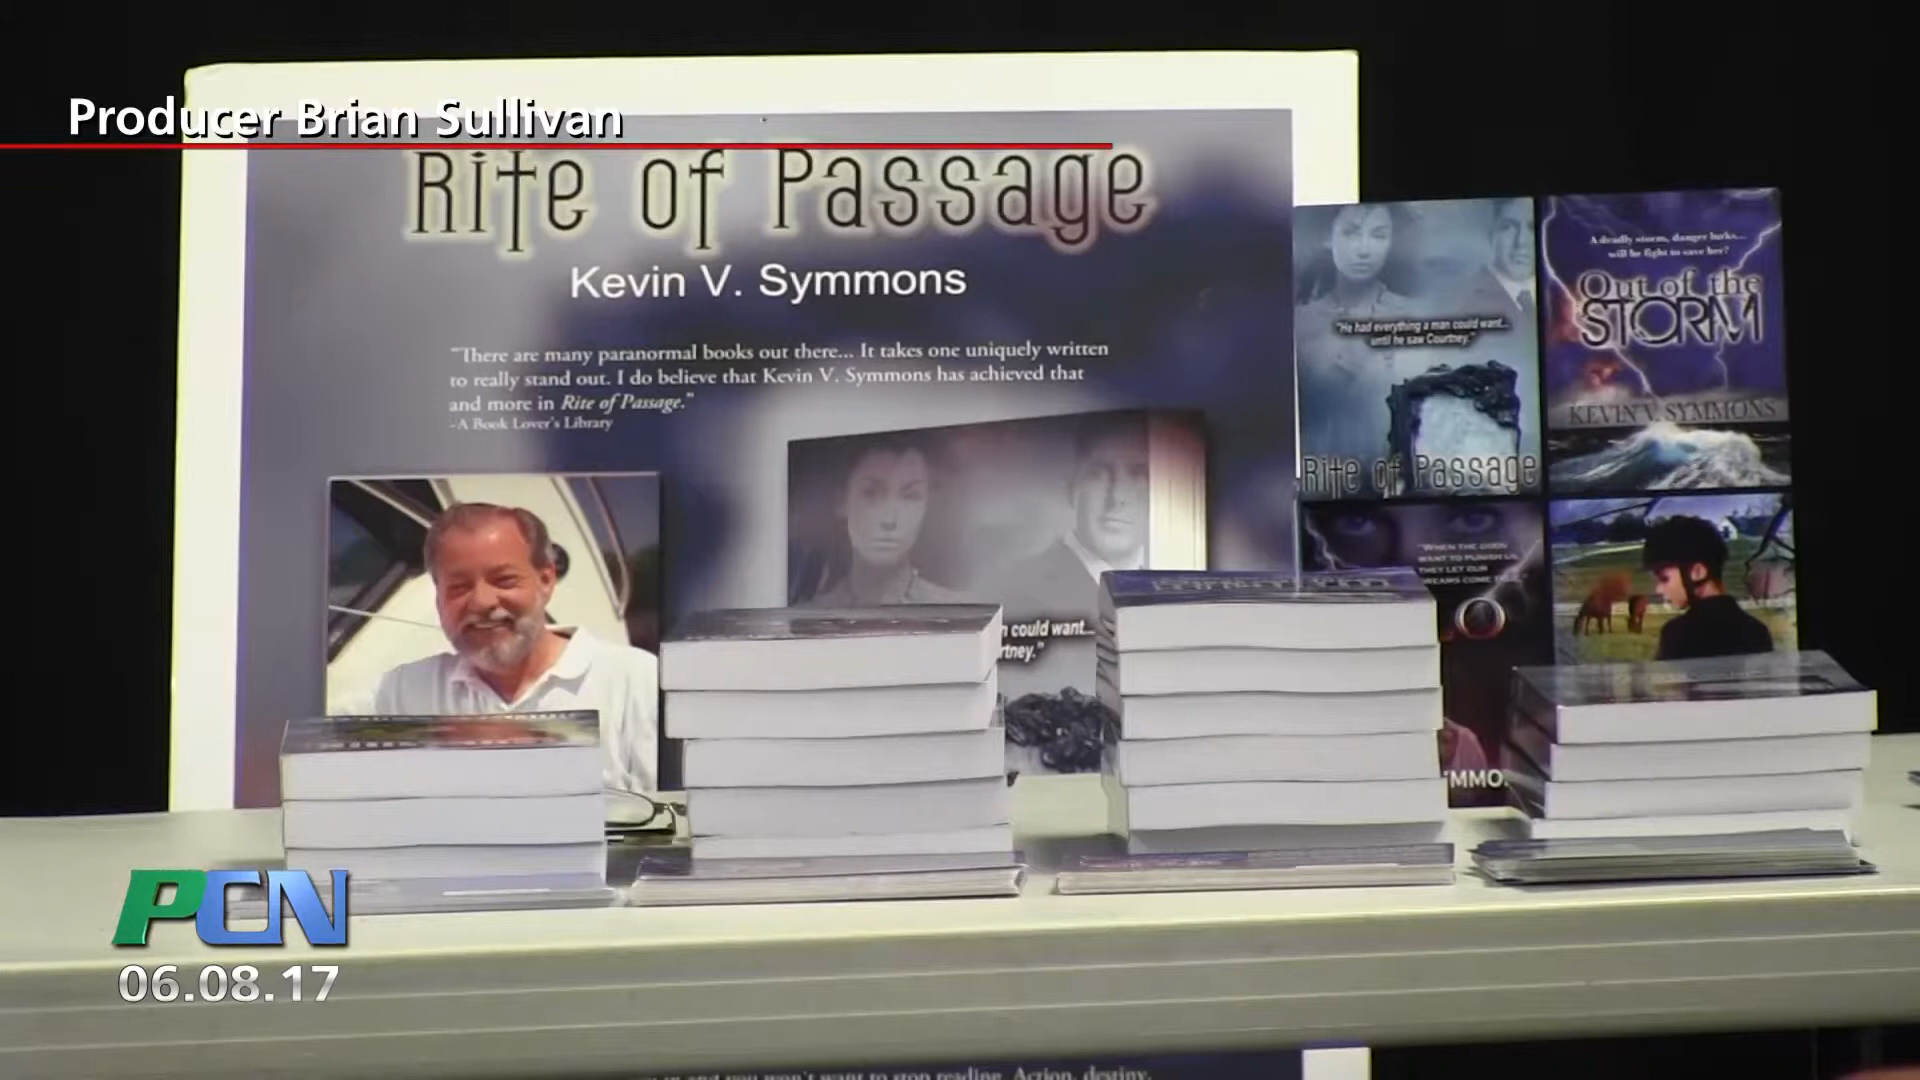 Producer Brian Sullivan
Rite of Passage
Kevin V. Symmons
"There are many paranormal books out there... It takes one uniquely written
to really stand out. I do believe that Kevin V. Symmons has achieved that
and more in Rite of Passage."
-A Book Lover's Library
n could want...
rtney."
"He had everything a man could want...
until he saw Courtney."
Rite of Passage
A deadly storm, danger lurks...
will he fight to save her?
Out of the
STORM
KEVIN V. SYMMONS
"WHEN THE GODS
WANT TO PUNISH US,
THEY LET OUR
DREAMS COME
O
MMO
PCN
06.08.17
and you won't want to stop reading. Action, destiny,